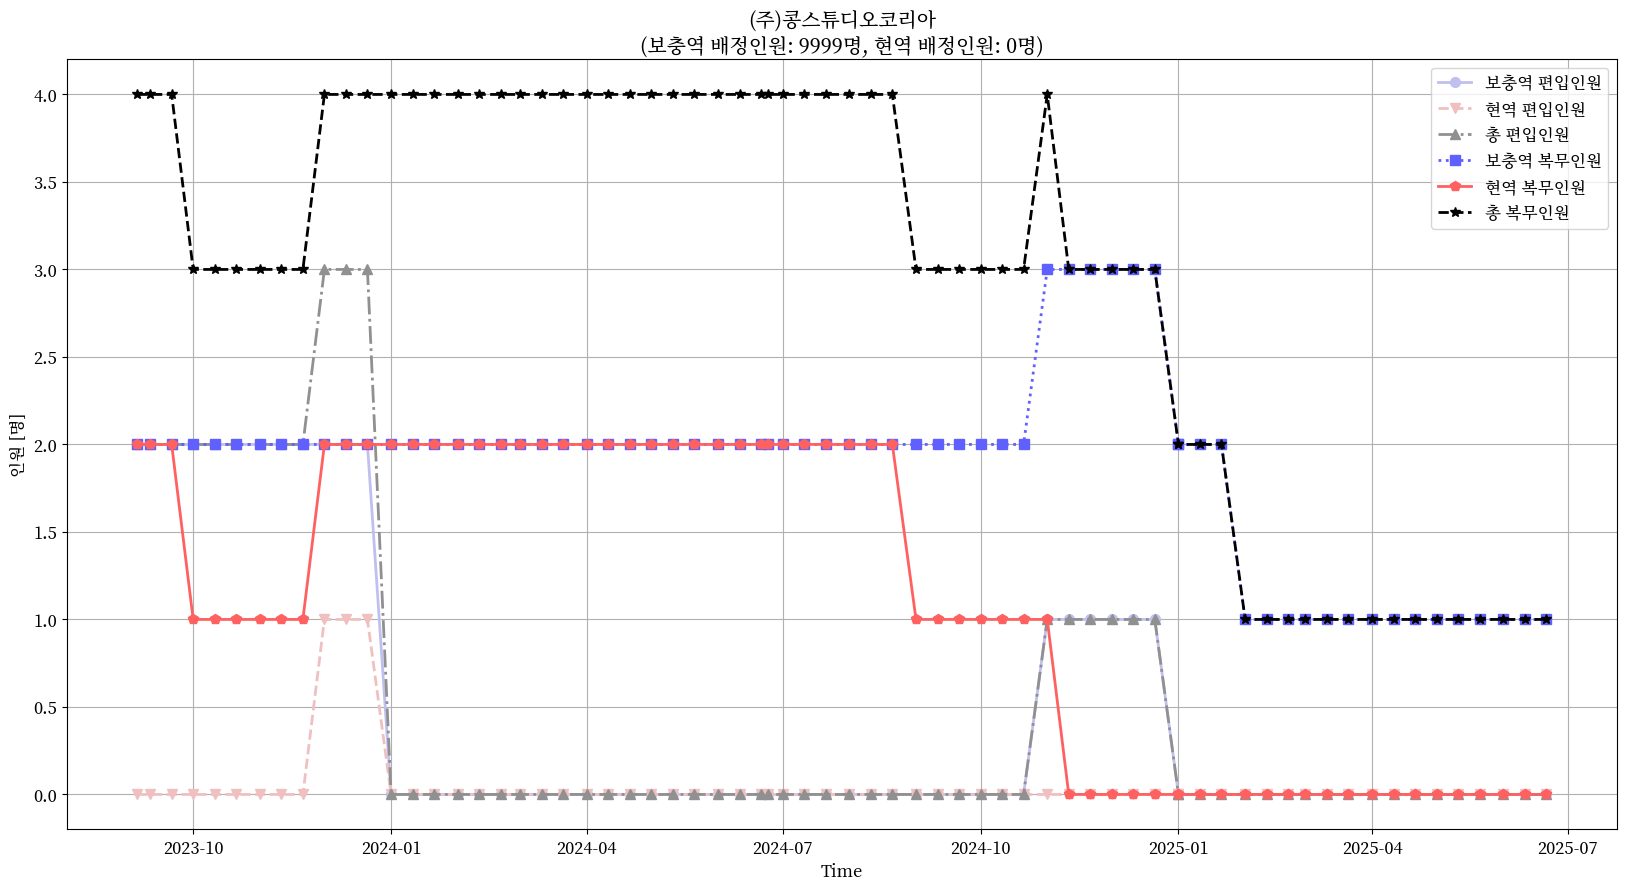 (주)콩스튜디오코리아
(보충역 배정인원: 9999명, 현역 배정인원: 0명)
보충역 편입인원
현역 편입인원
총 편입인원
보충역 복무인원
현역 복무인원
총 복무인원
4.0
3.5
3.0
2.5
2.0
1.5
1.0
0.5
0.0
인원 [명]
2023-10 2024-01 2024-04 2024-07 2024-10 2025-01 2025-04 2025-07
Time